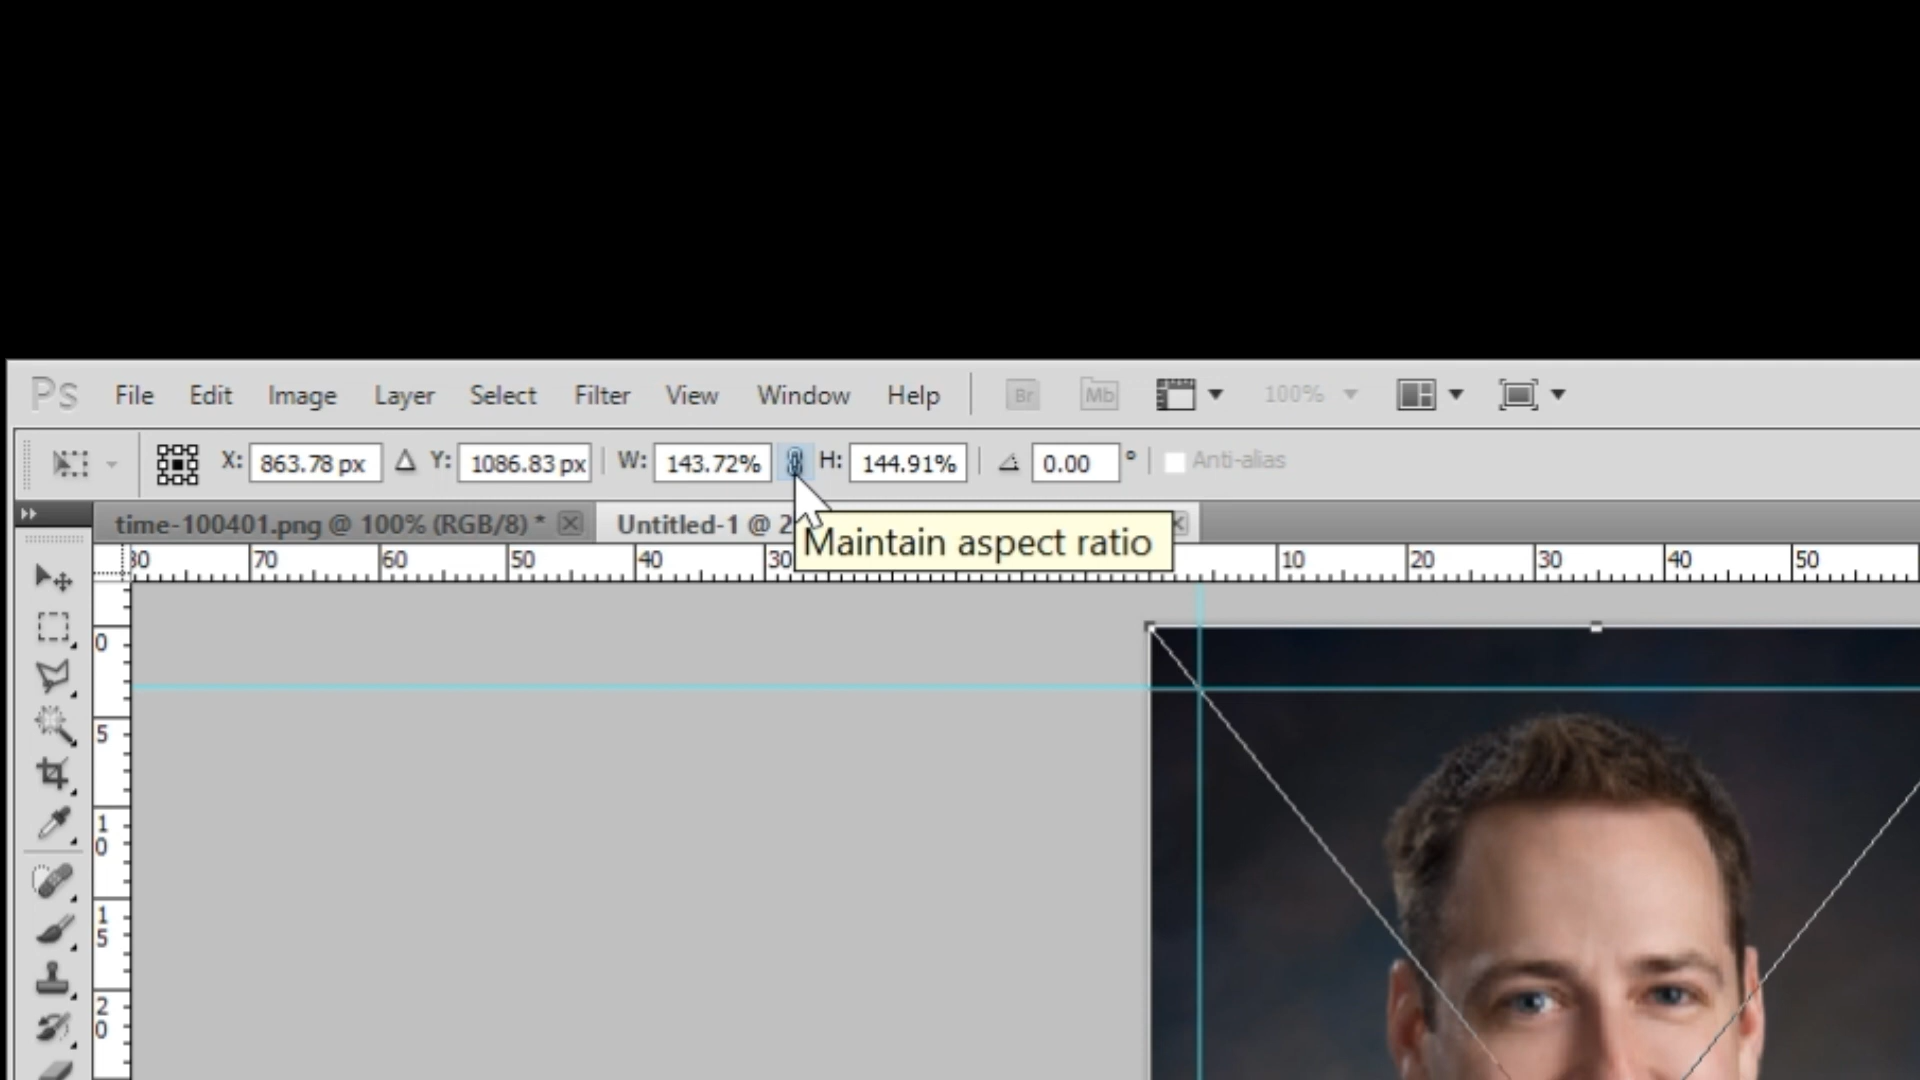 Ps File Edit Image Layer Select Filter View Window Help Br Mb 100%
X: 863.78 px Y: 1086.83 px W: 143.72% H: 144.91% 0.00 ° Anti-alias
time-100401.png @ 100% (RGB/8) * Untitled-1 @ 2
Maintain aspect ratio
80 70 60 50 40 30 10 20 30 40 50
0
5
10
15
20